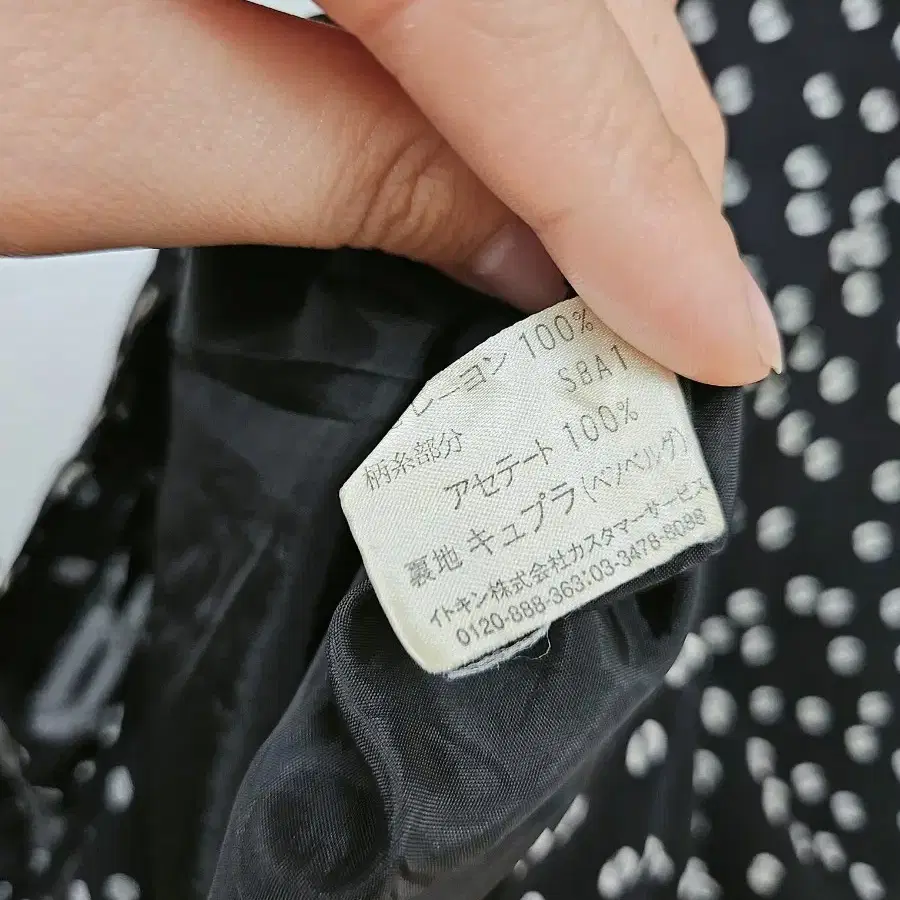 レーヨン 100%
S8A1
柄糸部分
アセテート 100%
裏地 キュプラ(ベンベルグ)
イトキン株式会社カスタマーサービス
0120-888-363:03-3478-8088